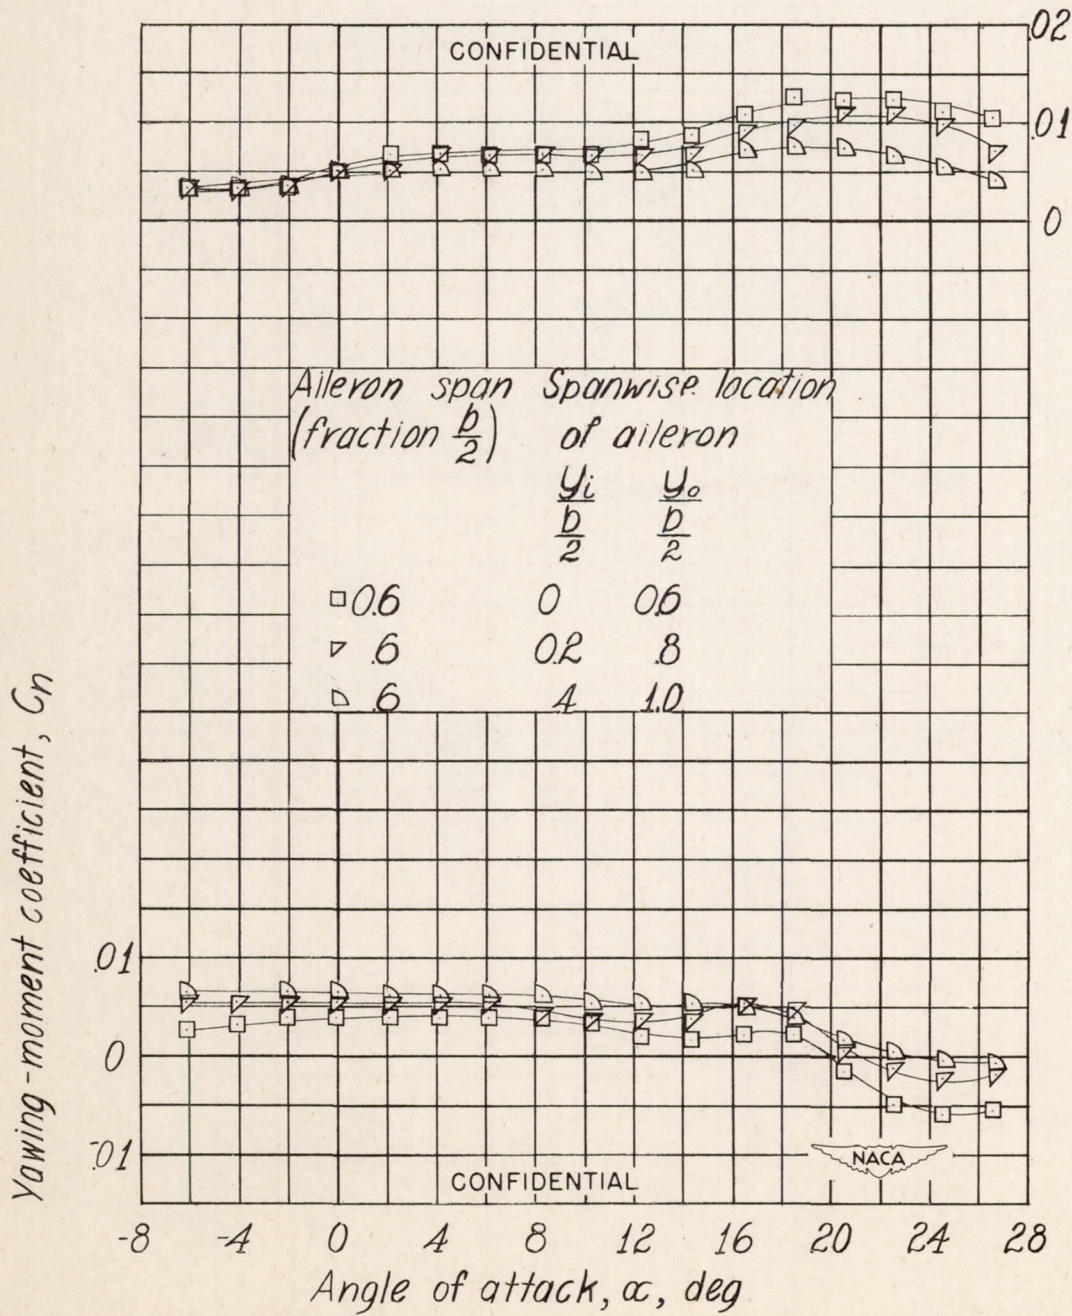 CONFIDENTIAL
.02
.01
0
Aileron span Spanwise location
(fraction b/2) of aileron
yi/b/2 yo/b/2
0.6 0 0.6
.6 0.2 .8
.6 .4 1.0
Yawing-moment coefficient, Cn
.01
0
-.01
NACA
CONFIDENTIAL
-8 -4 0 4 8 12 16 20 24 28
Angle of attack, α, deg